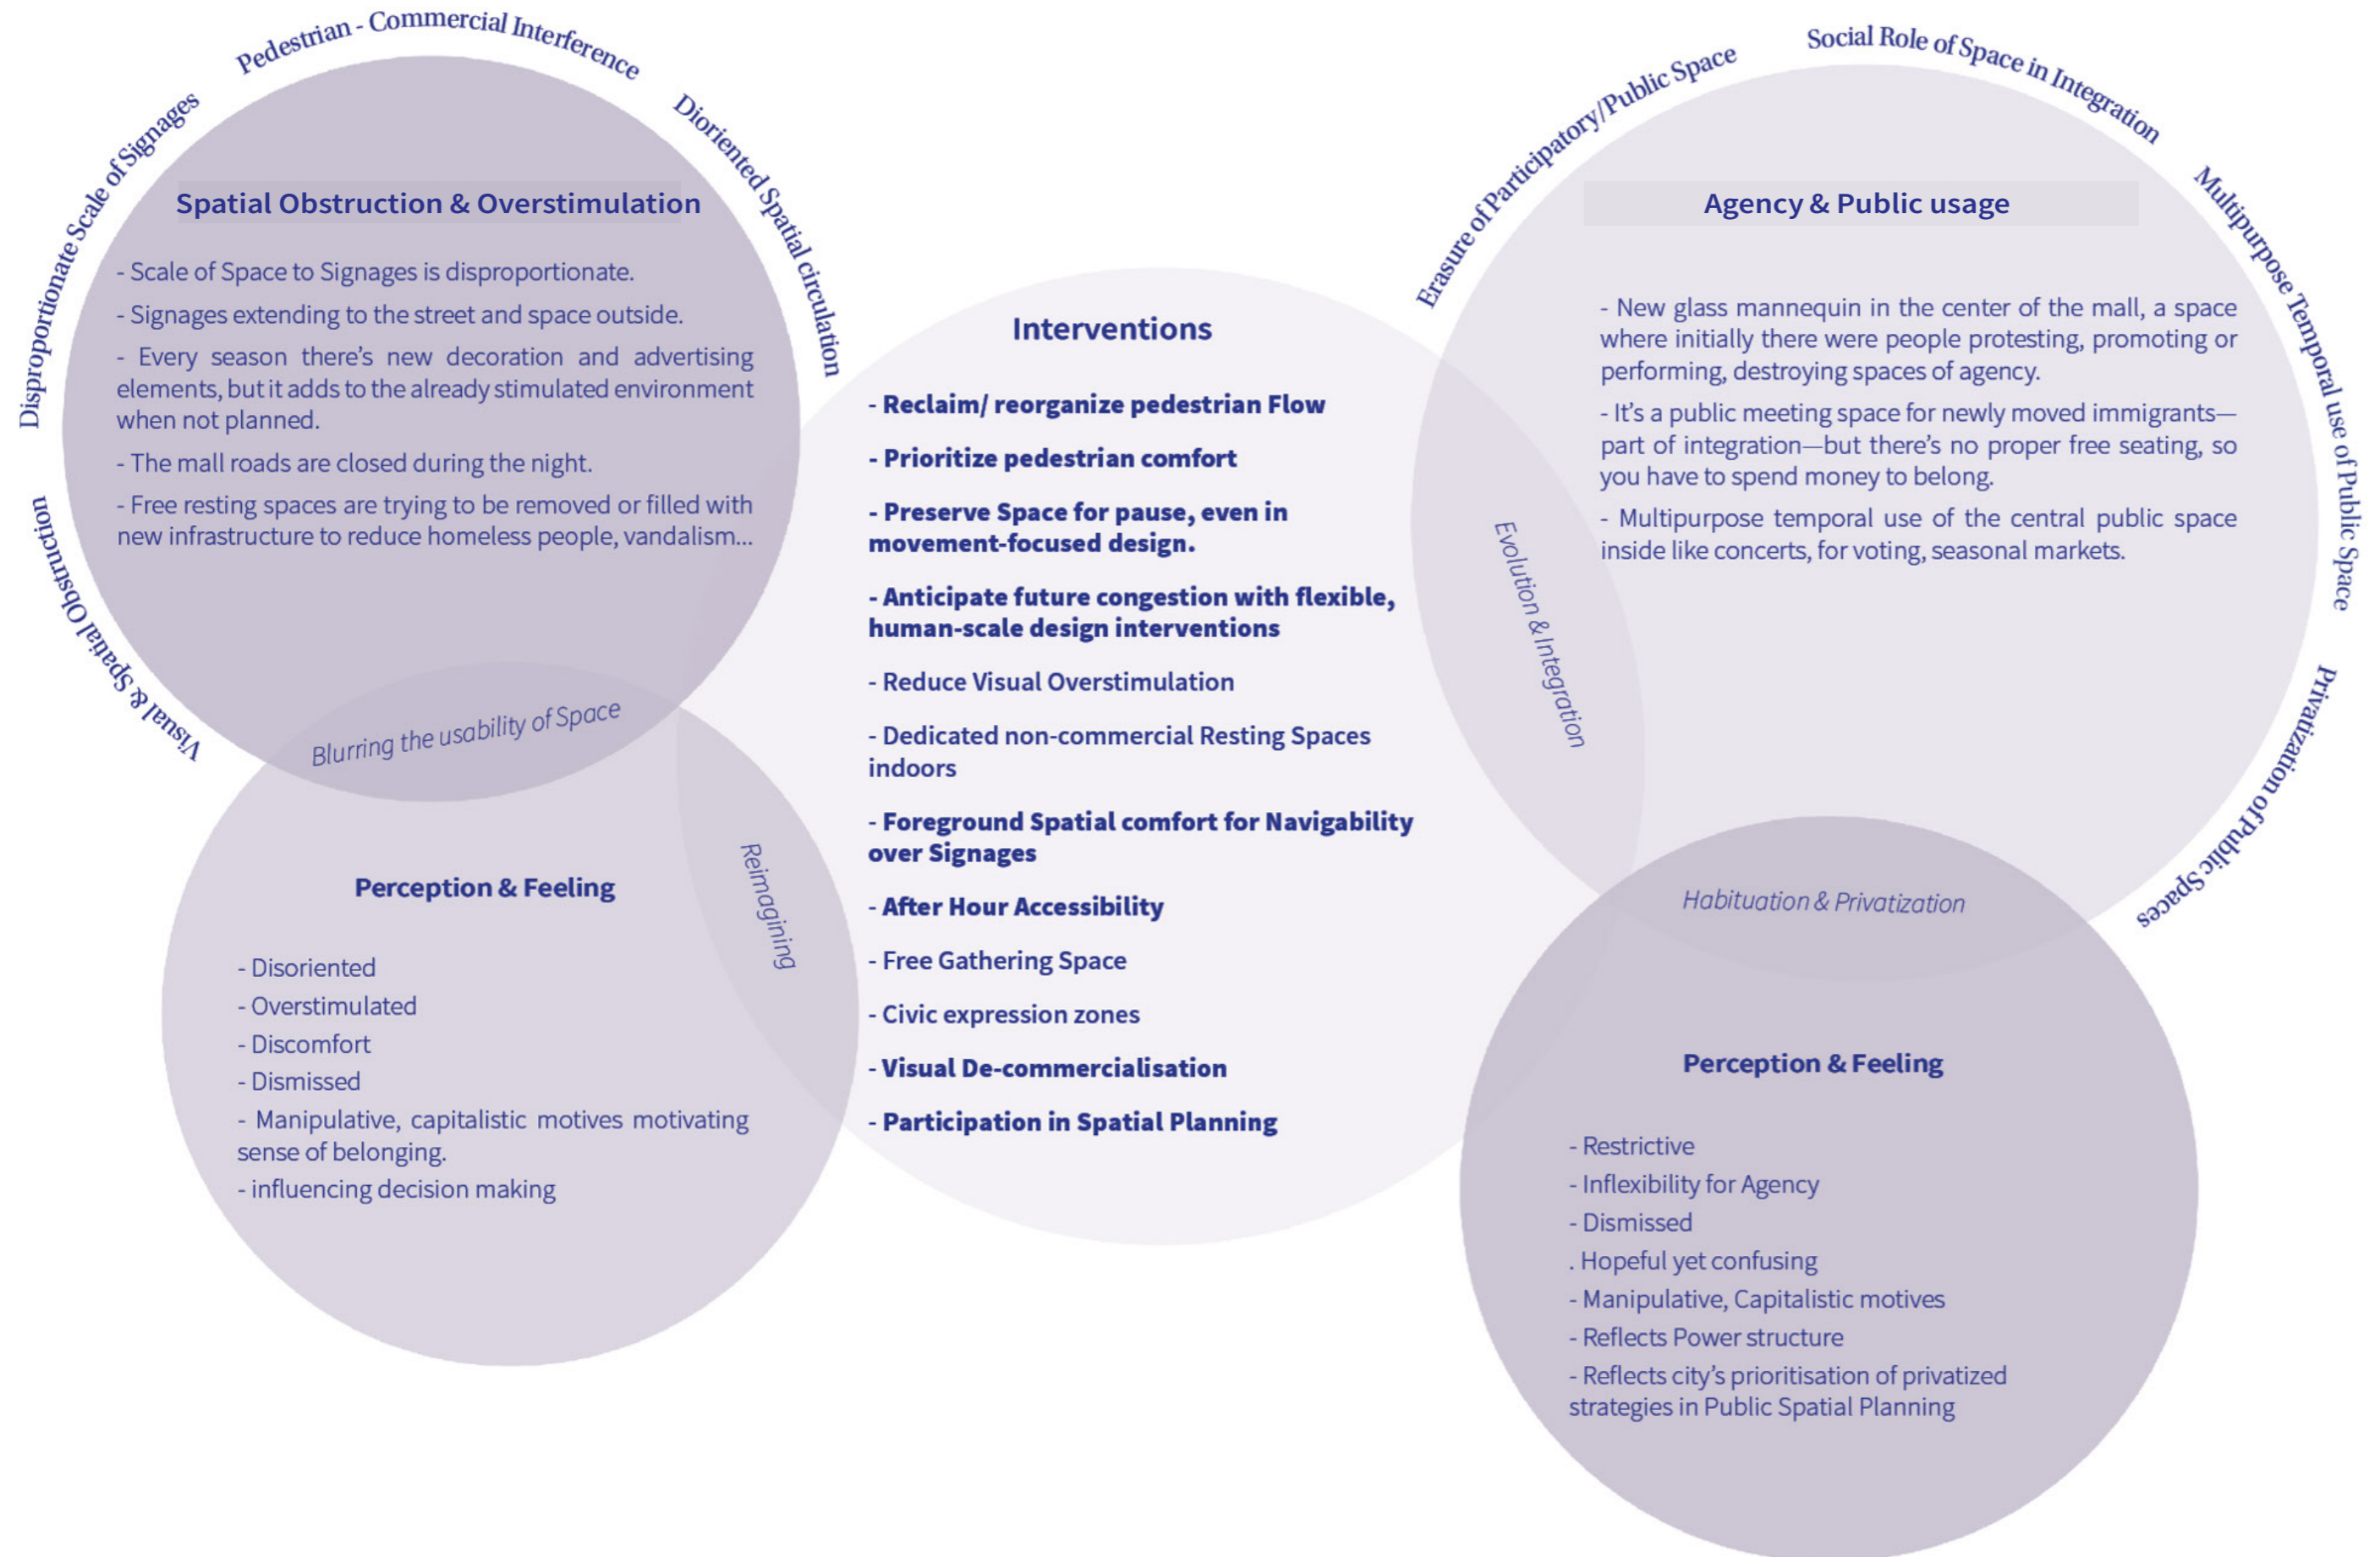 Pedestrian - Commercial Interference
Disproportionate Scale of Signages
Dioriented Spatial circulation
Visual & Spatial Obstruction
Spatial Obstruction & Overstimulation
- Scale of Space to Signages is disproportionate.
- Signages extending to the street and space outside.
- Every season there’s new decoration and advertising
elements, but it adds to the already stimulated environment
when not planned.
- The mall roads are closed during the night.
- Free resting spaces are trying to be removed or filled with
new infrastructure to reduce homeless people, vandalism...
Blurring the usability of Space
Perception & Feeling
- Disoriented
- Overstimulated
- Discomfort
- Dismissed
- Manipulative, capitalistic motives motivating
sense of belonging.
- influencing decision making
Reimagining
Interventions
- Reclaim/ reorganize pedestrian Flow
- Prioritize pedestrian comfort
- Preserve Space for pause, even in
movement-focused design.
- Anticipate future congestion with flexible,
human-scale design interventions
- Reduce Visual Overstimulation
- Dedicated non-commercial Resting Spaces
indoors
- Foreground Spatial comfort for Navigability
over Signages
- After Hour Accessibility
- Free Gathering Space
- Civic expression zones
- Visual De-commercialisation
- Participation in Spatial Planning
Evolution & Integration
Erasure of Participatory/Public Space
Social Role of Space in Integration
Multipurpose Temporal use of Public Space
Privatization of Public Spaces
Agency & Public usage
- New glass mannequin in the center of the mall, a space
where initially there were people protesting, promoting or
performing, destroying spaces of agency.
- It’s a public meeting space for newly moved immigrants—
part of integration—but there’s no proper free seating, so
you have to spend money to belong.
- Multipurpose temporal use of the central public space
inside like concerts, for voting, seasonal markets.
Habituation & Privatization
Perception & Feeling
- Restrictive
- Inflexibility for Agency
- Dismissed
. Hopeful yet confusing
- Manipulative, Capitalistic motives
- Reflects Power structure
- Reflects city’s prioritisation of privatized
strategies in Public Spatial Planning